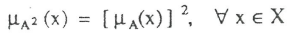 μ_{A²}(x) = [μ_A(x)]², ∀ x ∈ X